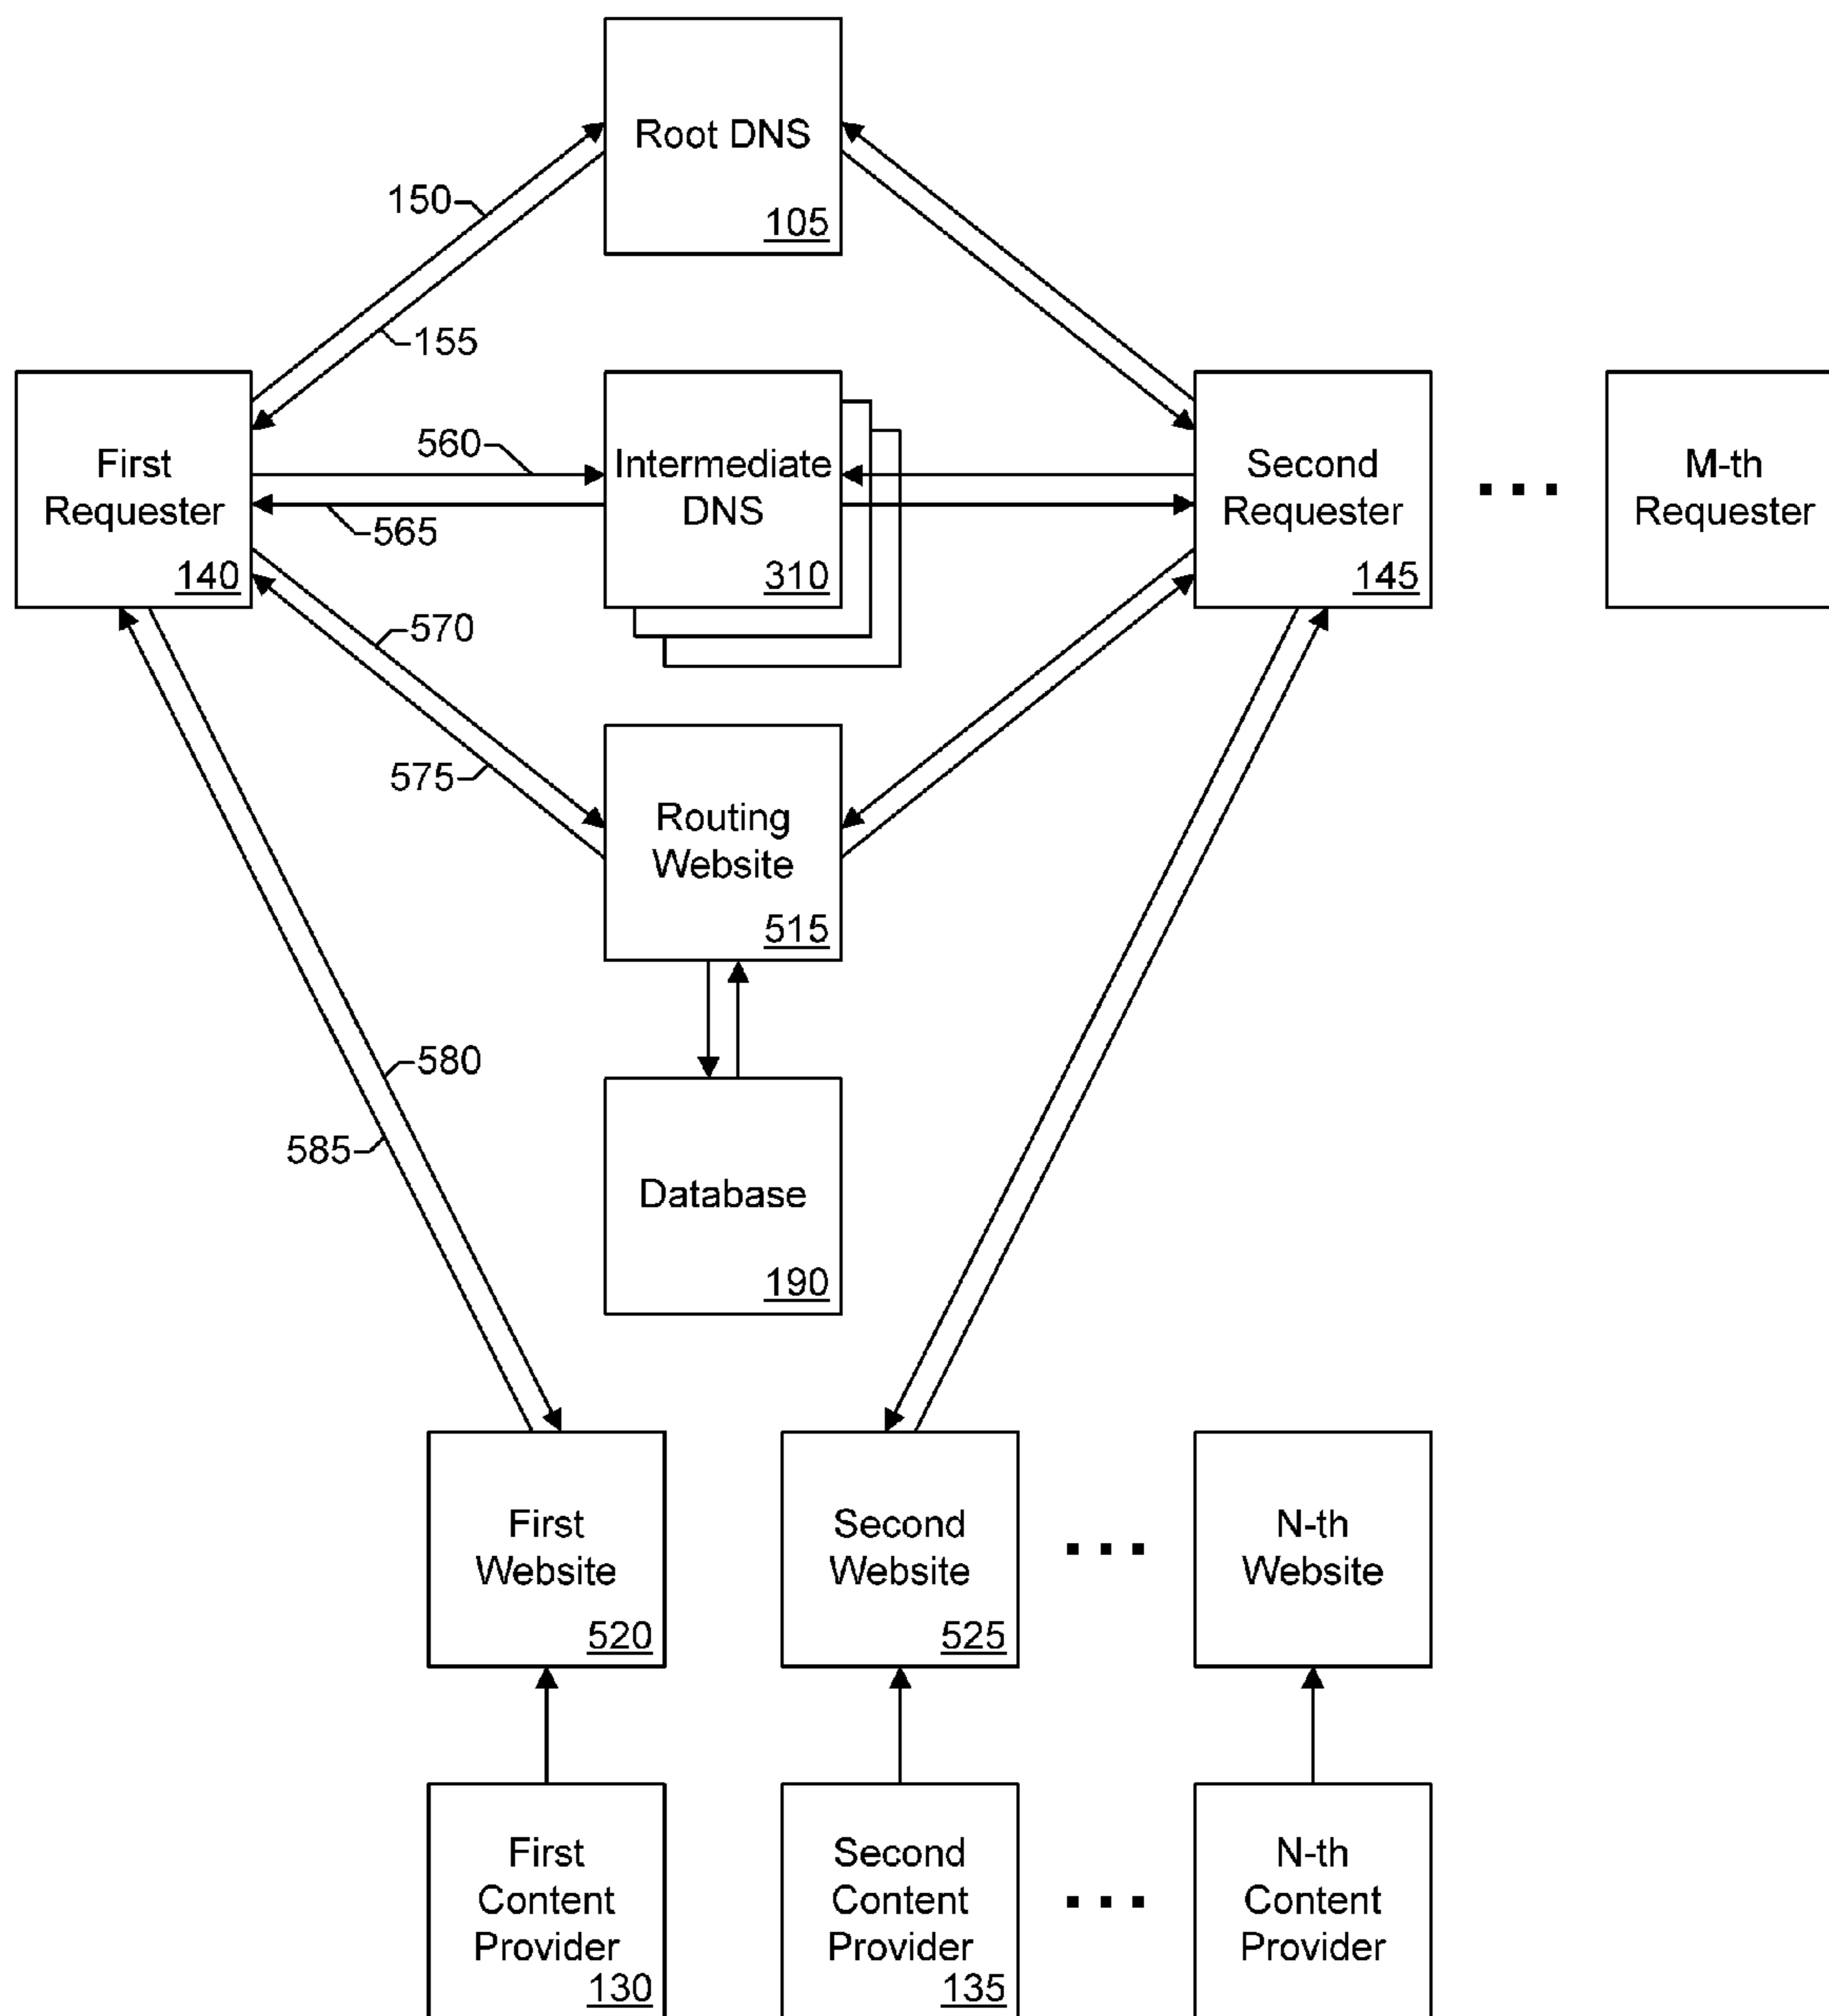 Root DNS
105
150
155
First
Requester
140
560
565
Intermediate
DNS
310
Second
Requester
145
M-th
Requester
570
575
Routing
Website
515
580
585
Database
190
First
Website
520
Second
Website
525
N-th
Website
First
Content
Provider
130
Second
Content
Provider
135
N-th
Content
Provider